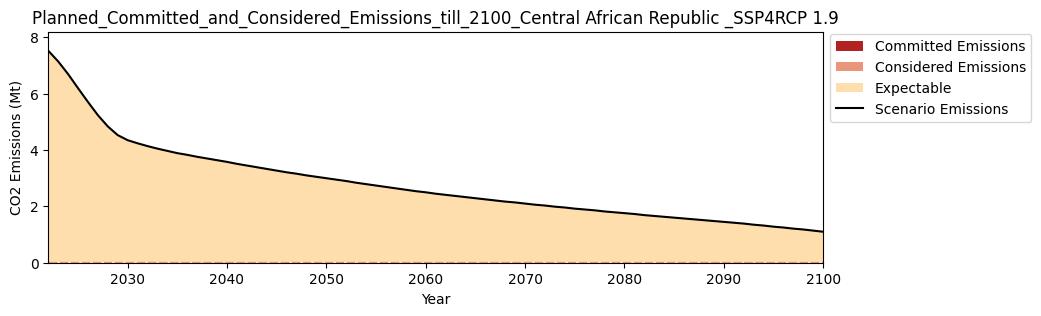 Planned_Committed_and_Considered_Emissions_till_2100_Central African Republic _SSP4RCP 1.9
8
6
4
2
0
CO2 Emissions (Mt)
2030
2040
2050
2060
2070
2080
2090
2100
Year
Committed Emissions
Considered Emissions
Expectable
Scenario Emissions